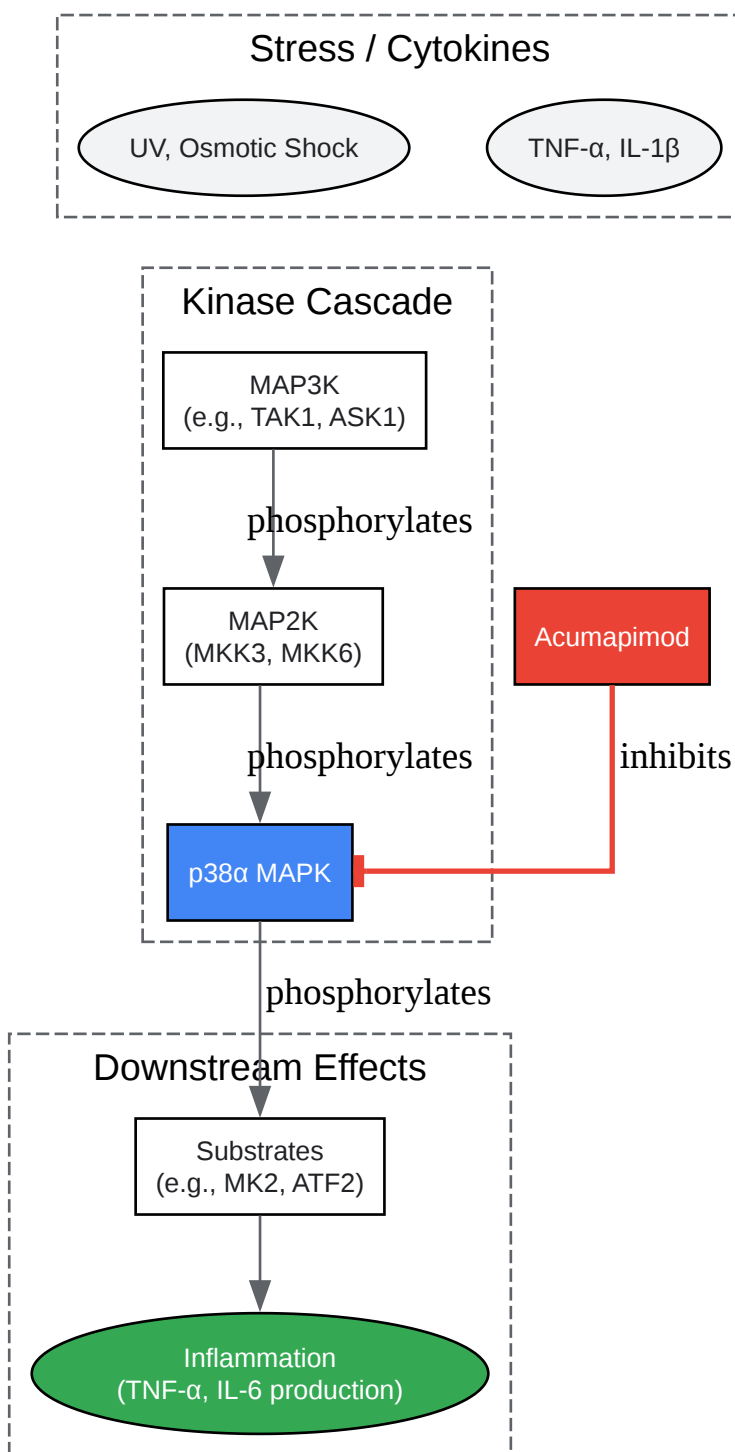 Stress / Cytokines
UV, Osmotic Shock
TNF-α, IL-1β
Kinase Cascade
MAP3K
(e.g., TAK1, ASK1)
phosphorylates
MAP2K
(MKK3, MKK6)
Acumapimod
phosphorylates
inhibits
p38α MAPK
phosphorylates
Downstream Effects
Substrates
(e.g., MK2, ATF2)
Inflammation
(TNF-α, IL-6 production)